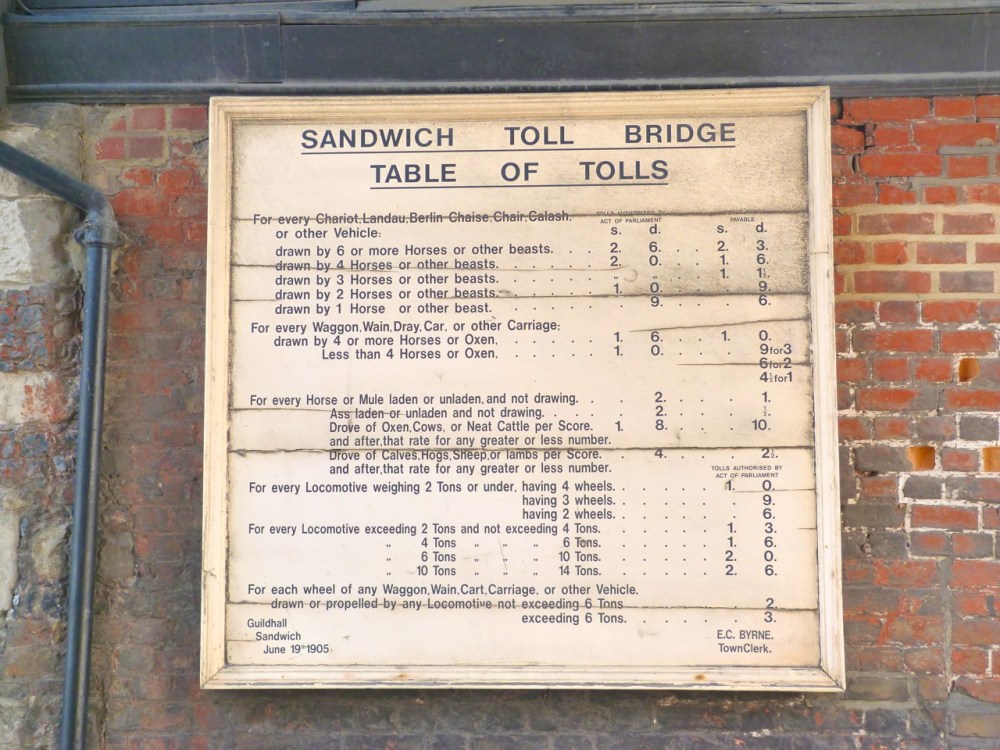 SANDWICH TOLL BRIDGE
TABLE OF TOLLS
TOLLS AUTHORISED BY
ACT OF PARLIAMENT PAYABLE
For every Chariot,Landau,Berlin Chaise,Chair,Calash,
or other Vehicle: s. d. s. d.
drawn by 6 or more Horses or other beasts. . . 2. 6. . . 2. 3.
drawn by 4 Horses or other beasts. . . . . . . 2. 0. . . 1. 6.
drawn by 3 Horses or other beasts. . . . . . . „ „ . . 1. 1½.
drawn by 2 Horses or other beasts. . . . . . . 1. 0. . . . 9.
drawn by 1 Horse or other beast. . . . . . . 9. . . . 6.
For every Waggon,Wain,Dray,Car, or other Carriage;
drawn by 4 or more Horses or Oxen, . . . . . 1. 6. . . 1. 0.
Less than 4 Horses or Oxen, . . . . . 1. 0. . . . 9for3
6for2
4½for1
For every Horse or Mule laden or unladen,and not drawing. . . . 2. . . . 1.
Ass laden or unladen and not drawing. . . . . 2. . . . ½.
Drove of Oxen,Cows, or Neat Cattle per Score. 1. 8. . . . 10.
and after,that rate for any greater or less number.
Drove of Calves,Hogs,Sheep,or lambs per Score. . . 4. . . . 2½.
and after,that rate for any greater or less number.
TOLLS AUTHORISED BY
ACT OF PARLIAMENT
For every Locomotive weighing 2 Tons or under, having 4 wheels. . . . . . 1. 0.
having 3 wheels. . . . . . 9.
having 2 wheels. . . . . . 6.
For every Locomotive exceeding 2 Tons and not exceeding 4 Tons. . . . . . 1. 3.
„ 4 Tons „ „ „ 6 Tons. . . . . . 1. 6.
„ 6 Tons „ „ „ 10 Tons. . . . . . 2. 0.
„ 10 Tons „ „ „ 14 Tons. . . . . . 2. 6.
For each wheel of any Waggon,Wain,Cart,Carriage, or other Vehicle,
drawn or propelled by any Locomotive not exceeding 6 Tons . . . . . 2.
exceeding 6 Tons. . . . . . 3.
Guildhall
Sandwich
June 19th 1905
E.C. BYRNE.
TownClerk.